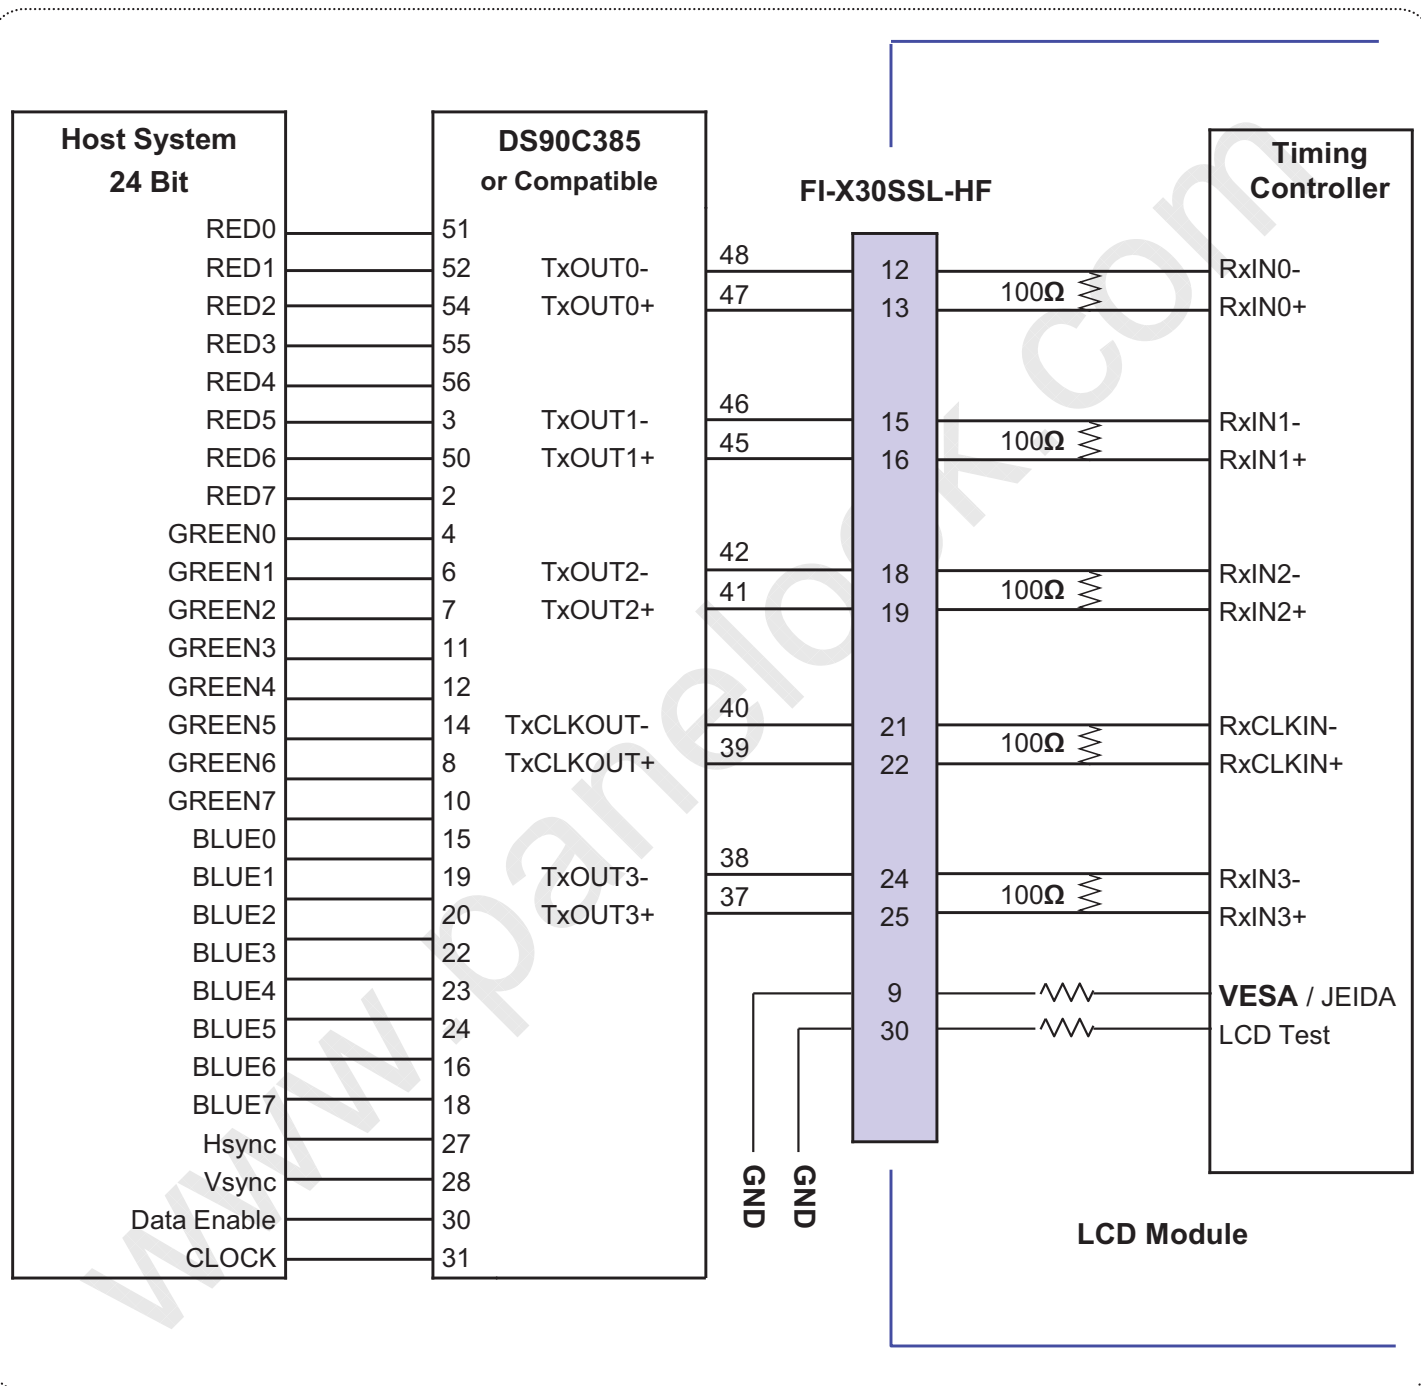 Host System
24 Bit
RED0
RED1
RED2
RED3
RED4
RED5
RED6
RED7
GREEN0
GREEN1
GREEN2
GREEN3
GREEN4
GREEN5
GREEN6
GREEN7
BLUE0
BLUE1
BLUE2
BLUE3
BLUE4
BLUE5
BLUE6
BLUE7
Hsync
Vsync
Data Enable
CLOCK
DS90C385
or Compatible
51
52
54
55
56
3
50
2
4
6
7
11
12
14
8
10
15
19
20
22
23
24
16
18
27
28
30
31
TxOUT0-
TxOUT0+
TxOUT1-
TxOUT1+
TxOUT2-
TxOUT2+
TxCLKOUT-
TxCLKOUT+
TxOUT3-
TxOUT3+
48
47
46
45
42
41
40
39
38
37
GND
GND
FI-X30SSL-HF
12
13
15
16
18
19
21
22
24
25
9
30
100Ω
100Ω
100Ω
100Ω
100Ω
Timing
Controller
RxIN0-
RxIN0+
RxIN1-
RxIN1+
RxIN2-
RxIN2+
RxCLKIN-
RxCLKIN+
RxIN3-
RxIN3+
VESA / JEIDA
LCD Test
LCD Module
www.panelook.com